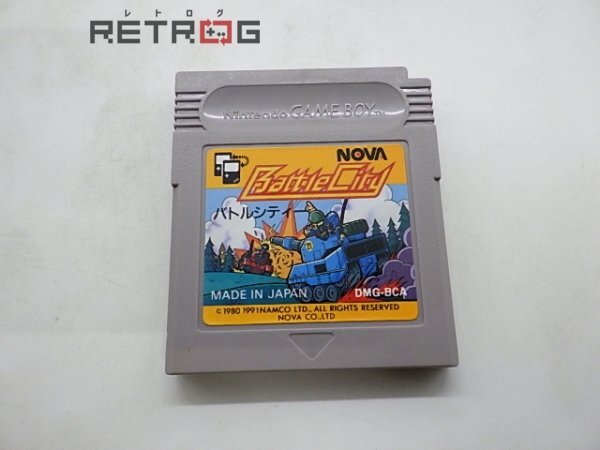 レトログ
RETROG
Nintendo GAME BOY TM
NOVA
Battle City
バトルシティー
MADE IN JAPAN
DMG-BCA
© 1980 1991 NAMCO LTD., ALL RIGHTS RESERVED
NOVA CO.,LTD